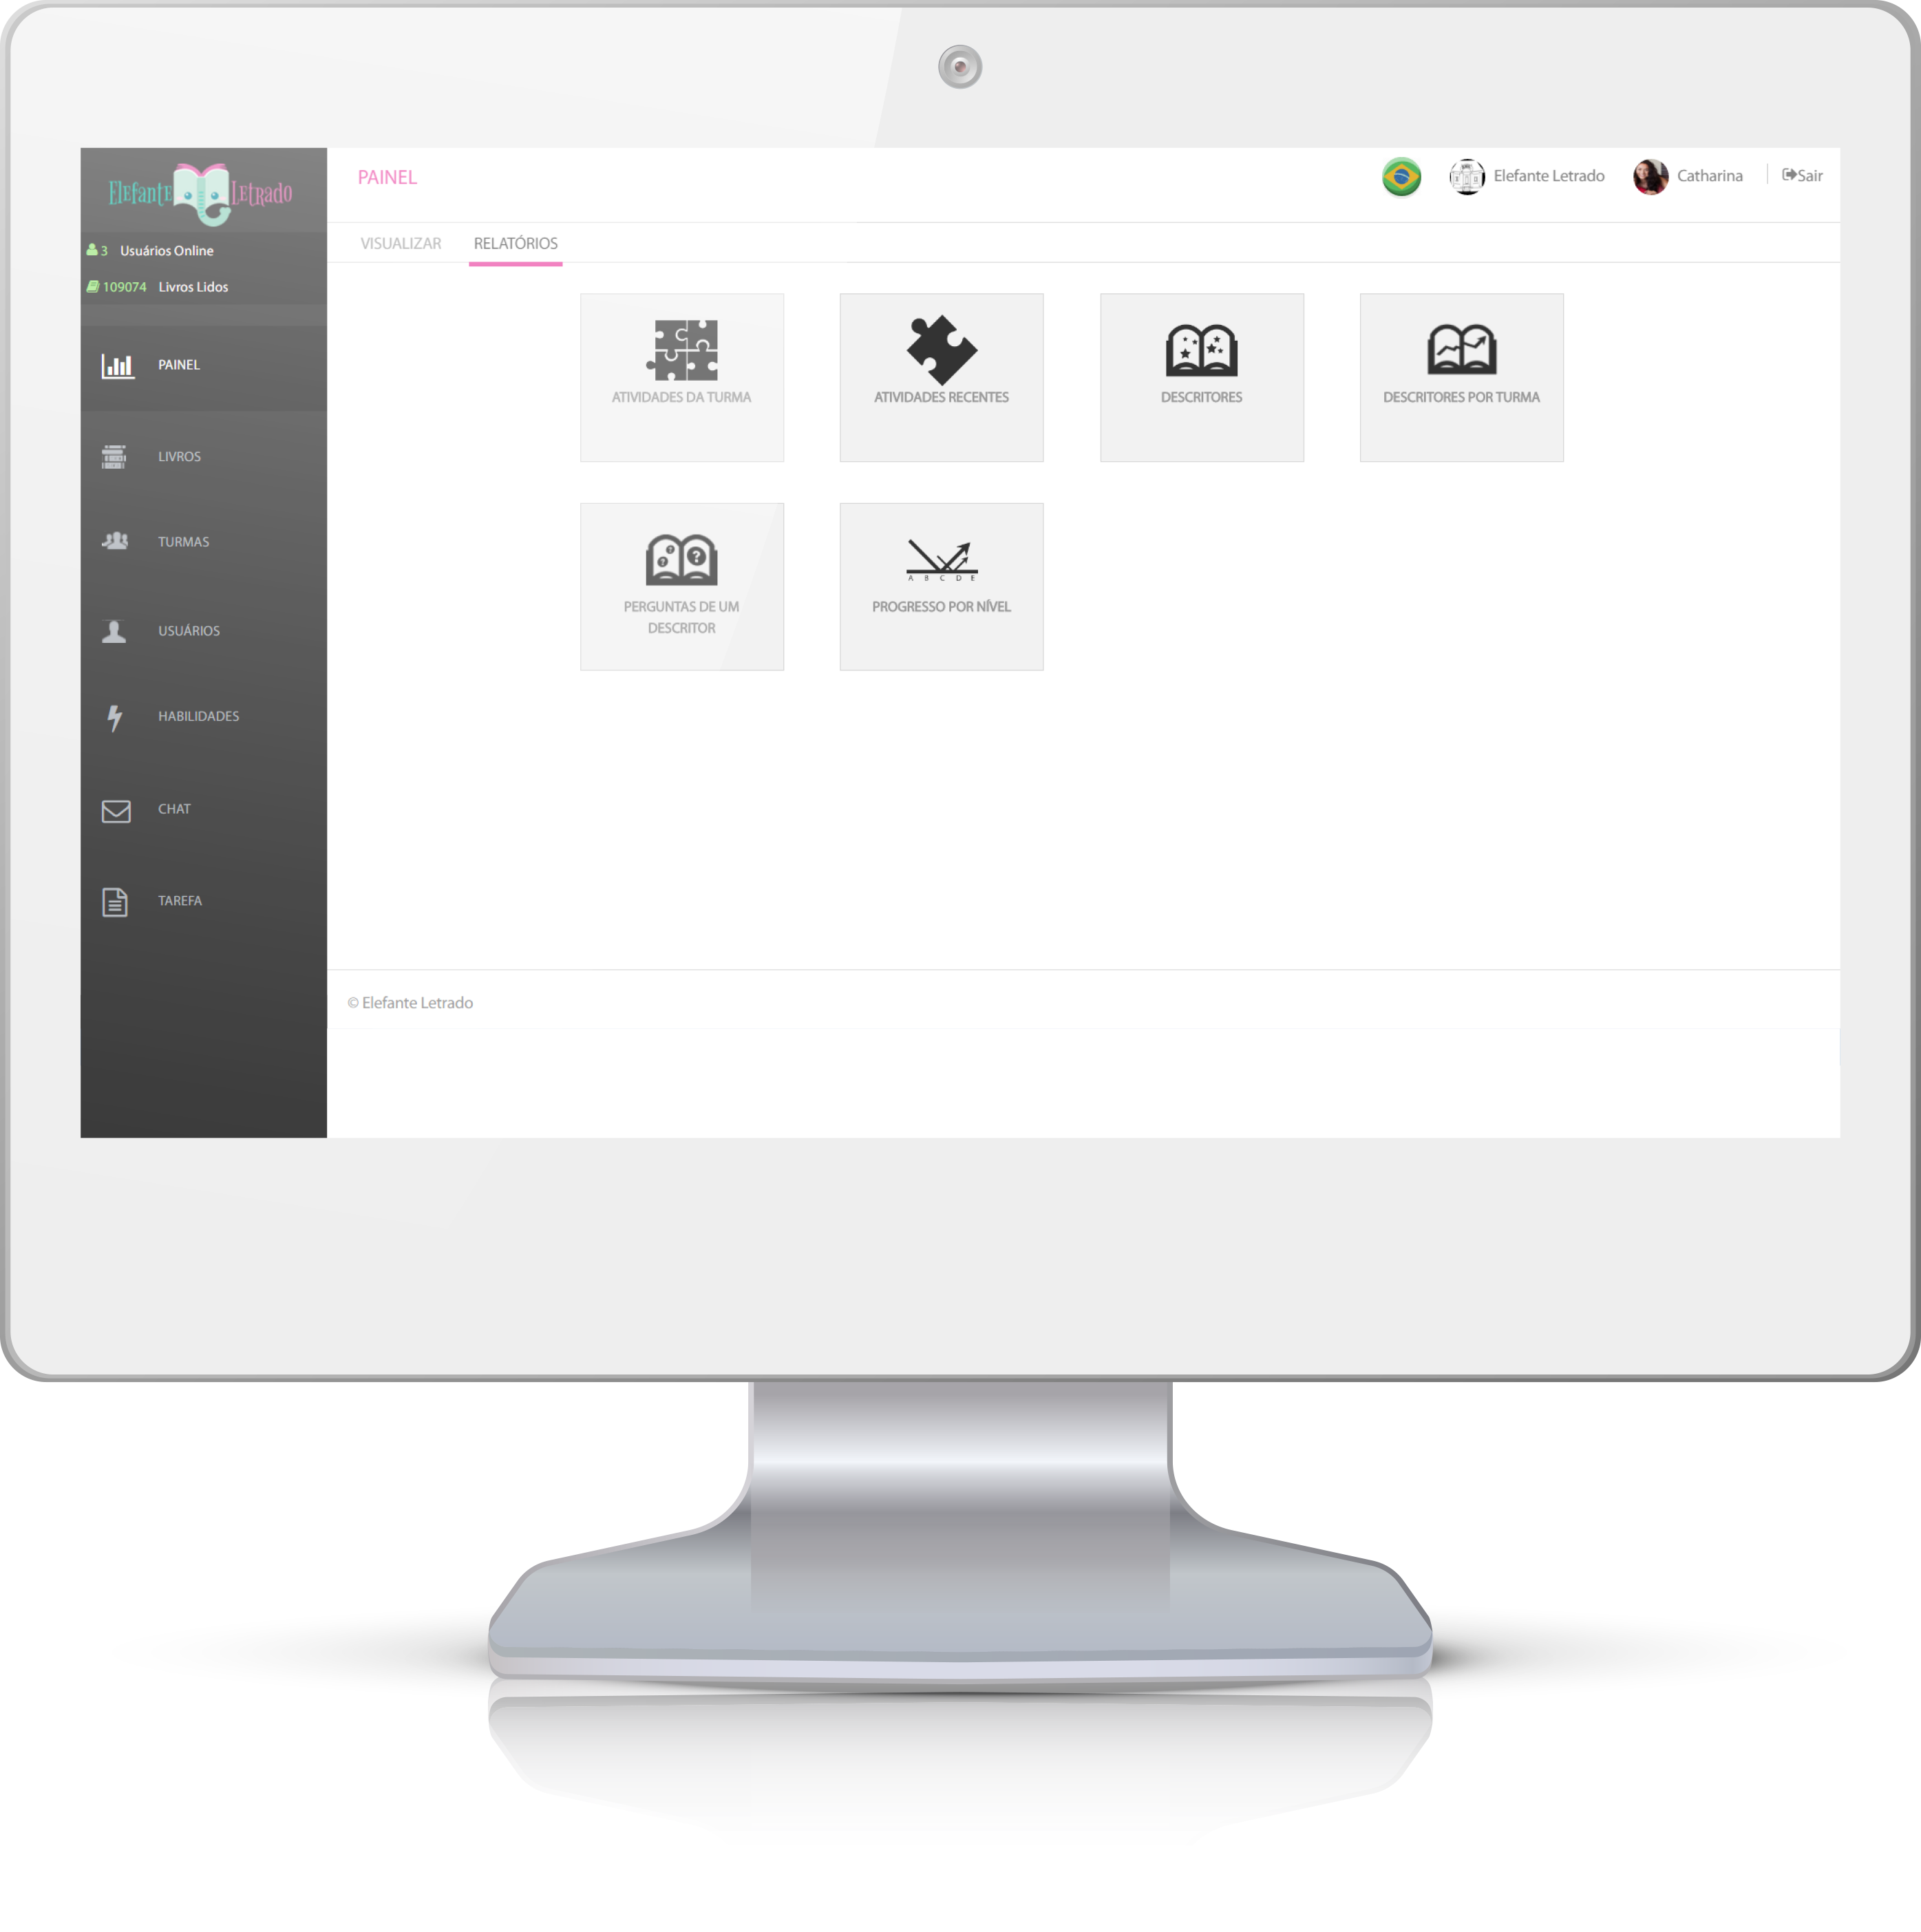 Elefante Letrado
3 Usuários Online
109074 Livros Lidos
PAINEL
LIVROS
TURMAS
USUÁRIOS
HABILIDADES
CHAT
TAREFA
PAINEL
Elefante Letrado
Catharina
Sair
VISUALIZAR
RELATÓRIOS
ATIVIDADES DA TURMA
ATIVIDADES RECENTES
DESCRITORES
DESCRITORES POR TURMA
? ? ?
PERGUNTAS DE UM
DESCRITOR
A B C D E
PROGRESSO POR NÍVEL
© Elefante Letrado